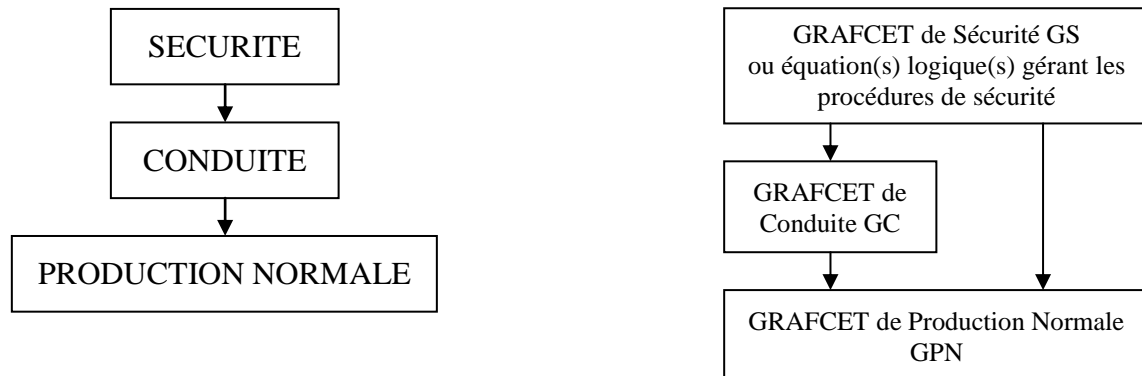 SECURITE
CONDUITE
PRODUCTION NORMALE
GRAFCET de Sécurité GS
ou équation(s) logique(s) gérant les
procédures de sécurité
GRAFCET de
Conduite GC
GRAFCET de Production Normale
GPN